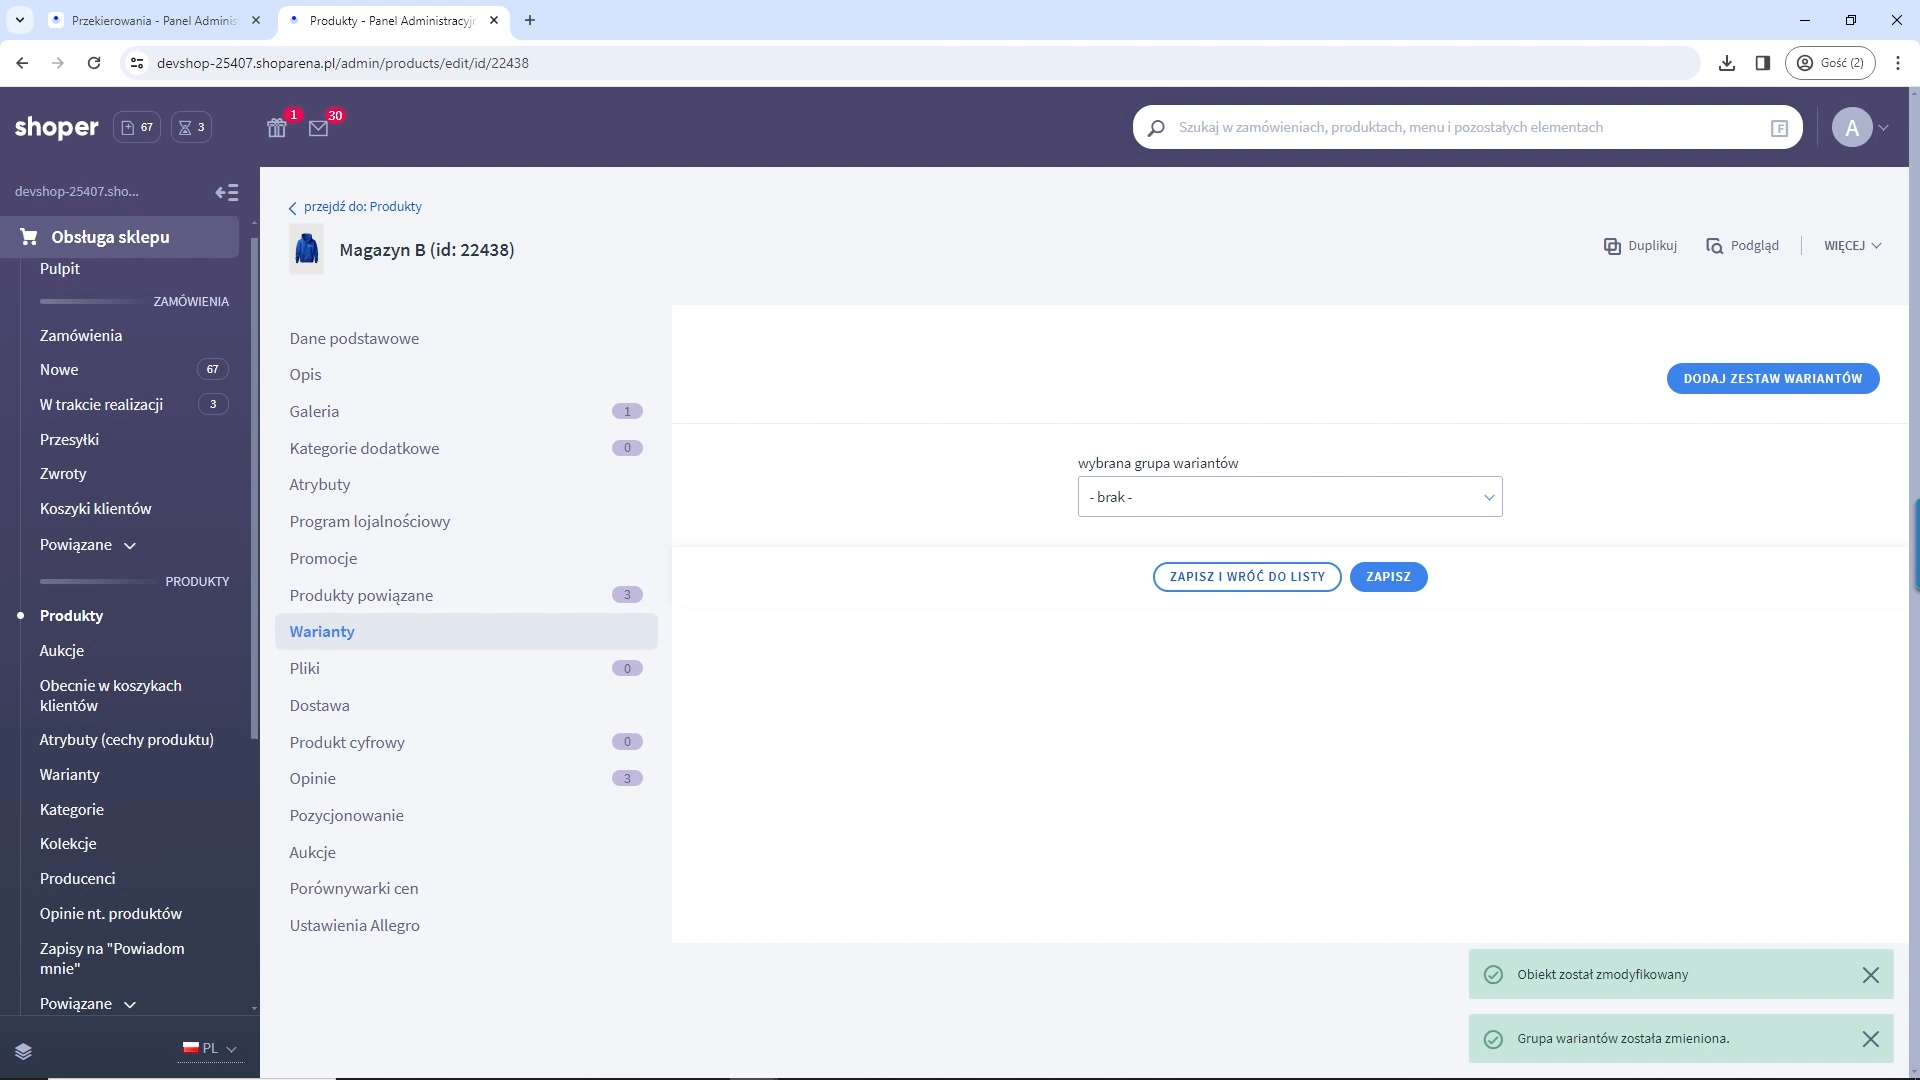 Przekierowania - Panel Adminis
Produkty - Panel Administracyj
devshop-25407.shoparena.pl/admin/products/edit/id/22438
Gość (2)
shoper
67
3
1
30
Szukaj w zamówieniach, produktach, menu i pozostałych elementach
F
A
devshop-25407.sho...
Obsługa sklepu
Pulpit
ZAMÓWIENIA
Zamówienia
Nowe 67
W trakcie realizacji 3
Przesyłki
Zwroty
Koszyki klientów
Powiązane
PRODUKTY
Produkty
Aukcje
Obecnie w koszykach
klientów
Atrybuty (cechy produktu)
Warianty
Kategorie
Kolekcje
Producenci
Opinie nt. produktów
Zapisy na "Powiadom
mnie"
Powiązane
PL
przejdź do: Produkty
Magazyn B (id: 22438)
Duplikuj
Podgląd
WIĘCEJ
Dane podstawowe
Opis
Galeria 1
Kategorie dodatkowe 0
Atrybuty
Program lojalnościowy
Promocje
Produkty powiązane 3
Warianty
Pliki 0
Dostawa
Produkt cyfrowy 0
Opinie 3
Pozycjonowanie
Aukcje
Porównywarki cen
Ustawienia Allegro
DODAJ ZESTAW WARIANTÓW
wybrana grupa wariantów
- brak -
ZAPISZ I WRÓĆ DO LISTY
ZAPISZ
Obiekt został zmodyfikowany
Grupa wariantów została zmieniona.